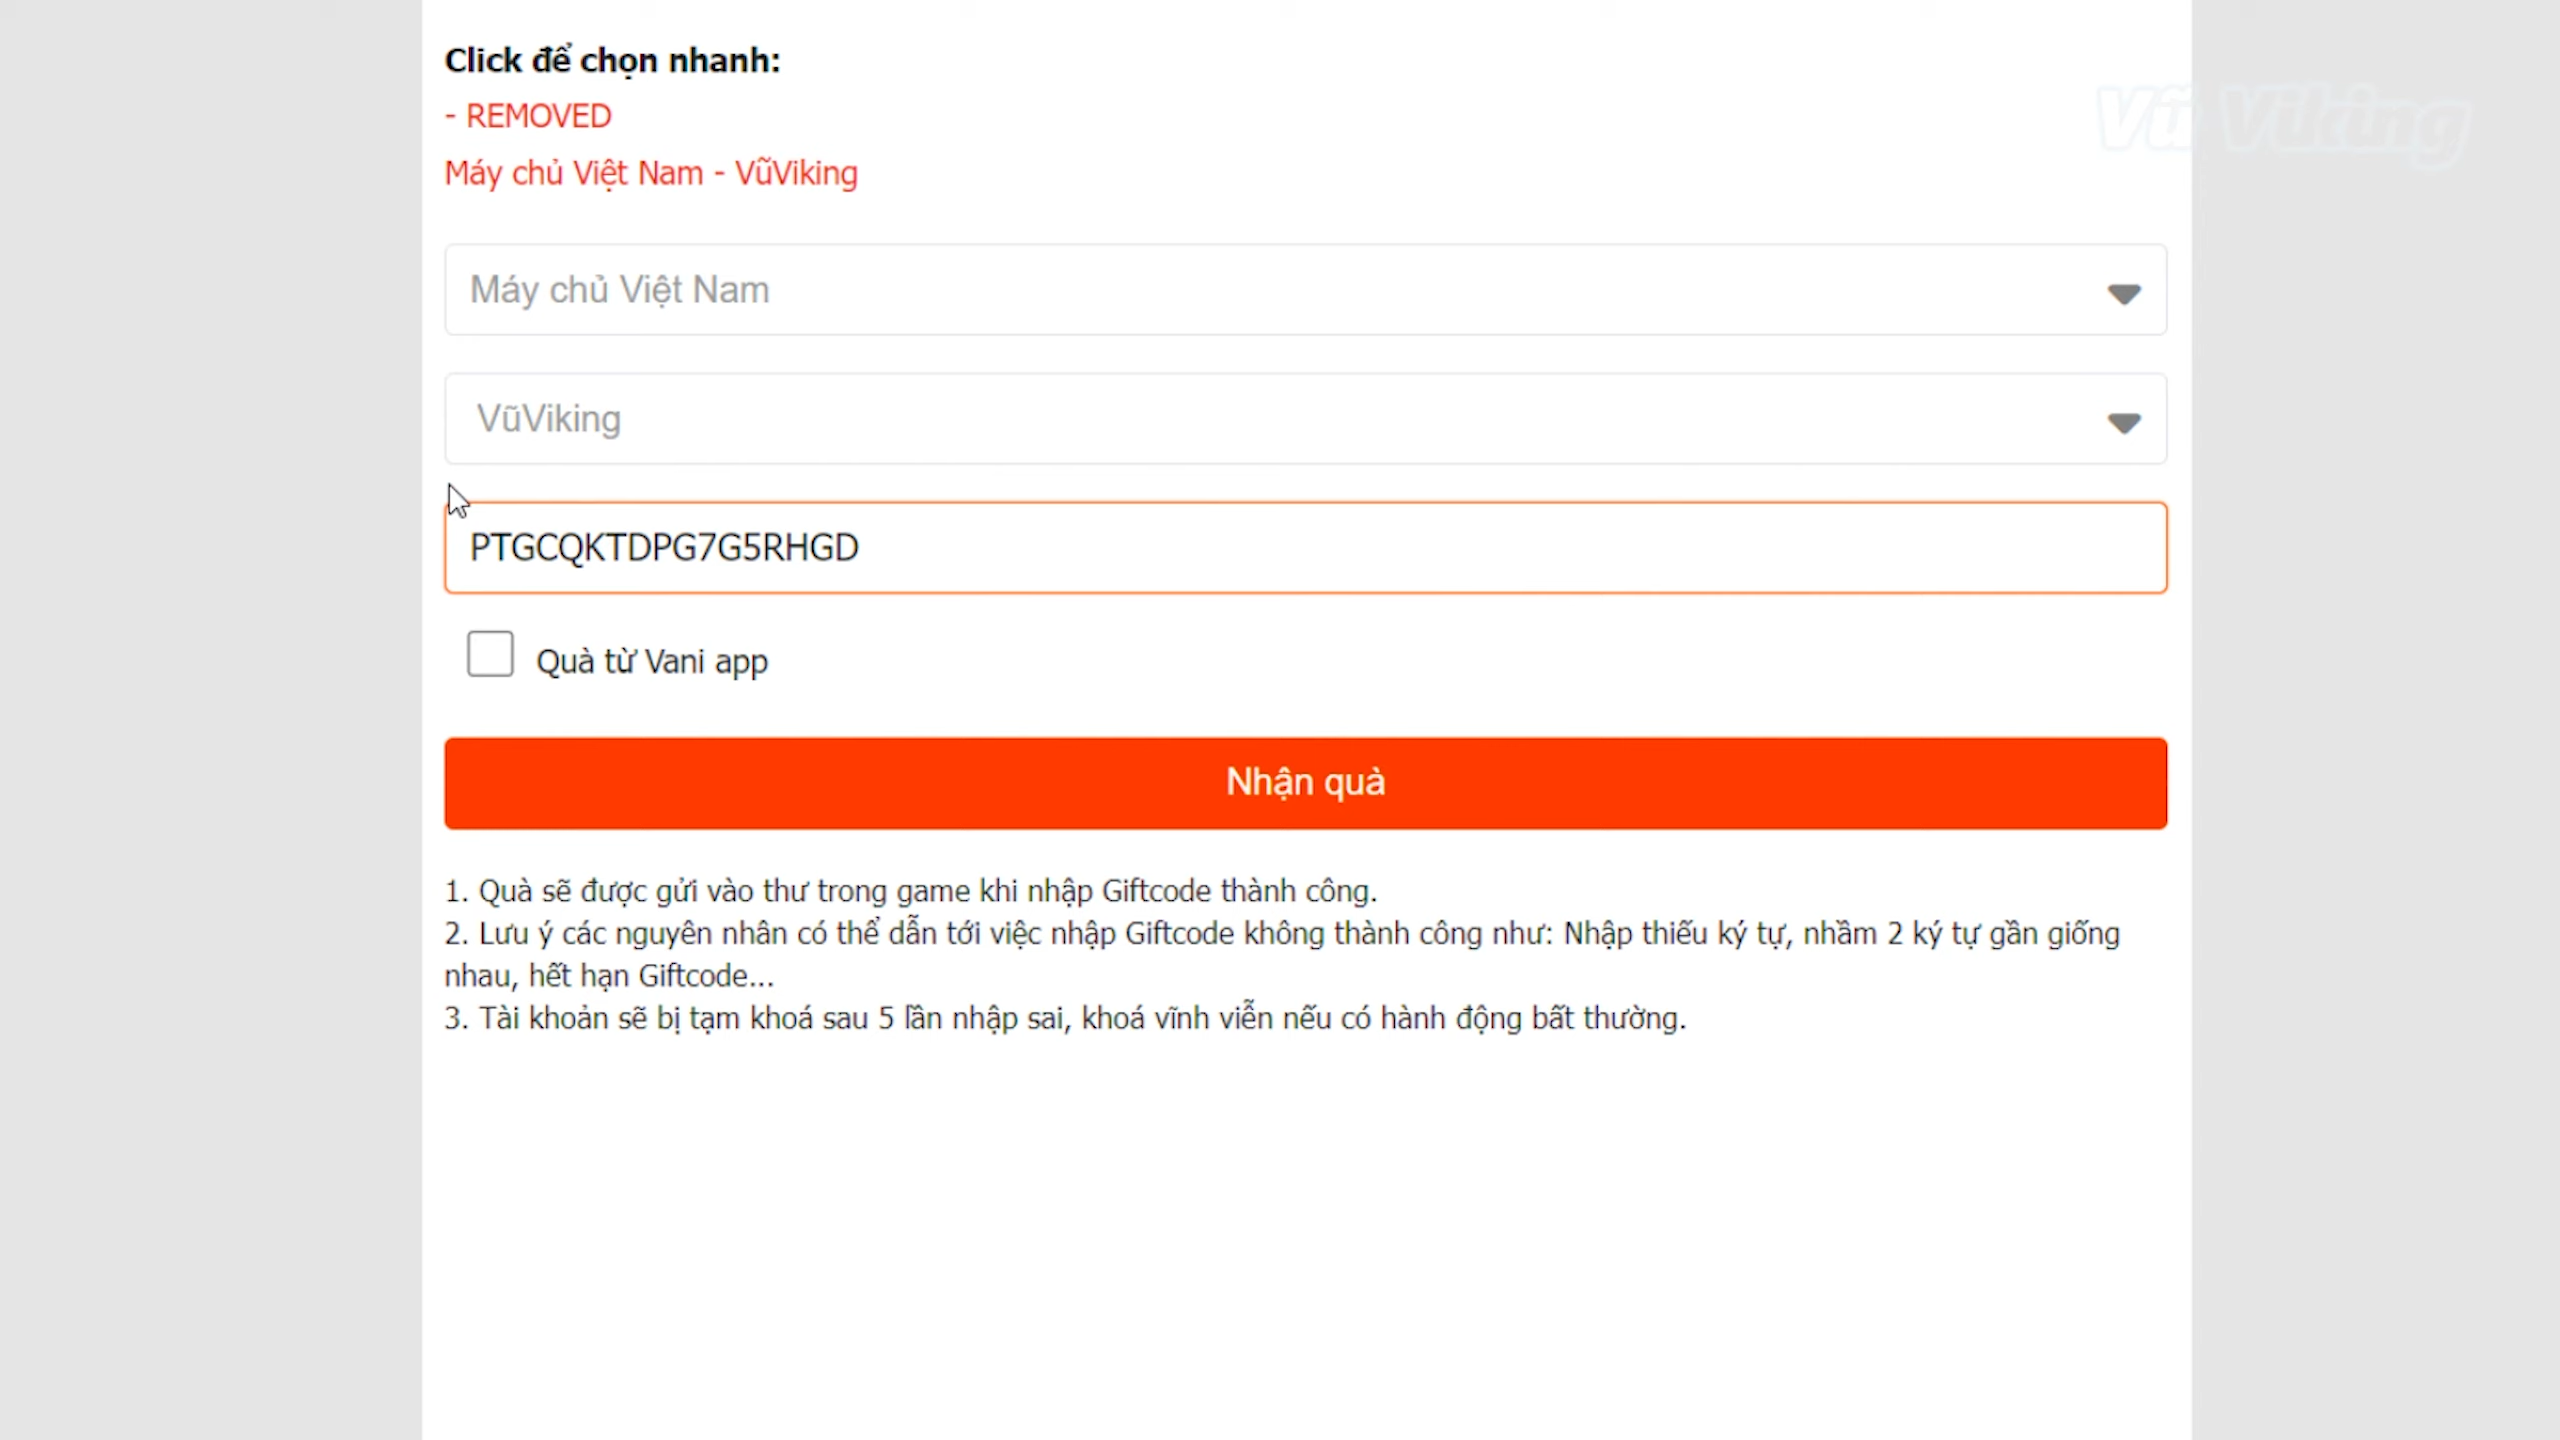 Click để chọn nhanh:
- REMOVED
Máy chủ Việt Nam - VũViking
Máy chủ Việt Nam
VũViking
PTGCQKTDPG7G5RHGD
Quà từ Vani app
Nhận quà
1. Quà sẽ được gửi vào thư trong game khi nhập Giftcode thành công.
2. Lưu ý các nguyên nhân có thể dẫn tới việc nhập Giftcode không thành công như: Nhập thiếu ký tự, nhầm 2 ký tự gần giống
nhau, hết hạn Giftcode...
3. Tài khoản sẽ bị tạm khoá sau 5 lần nhập sai, khoá vĩnh viễn nếu có hành động bất thường.
Vũ Viking